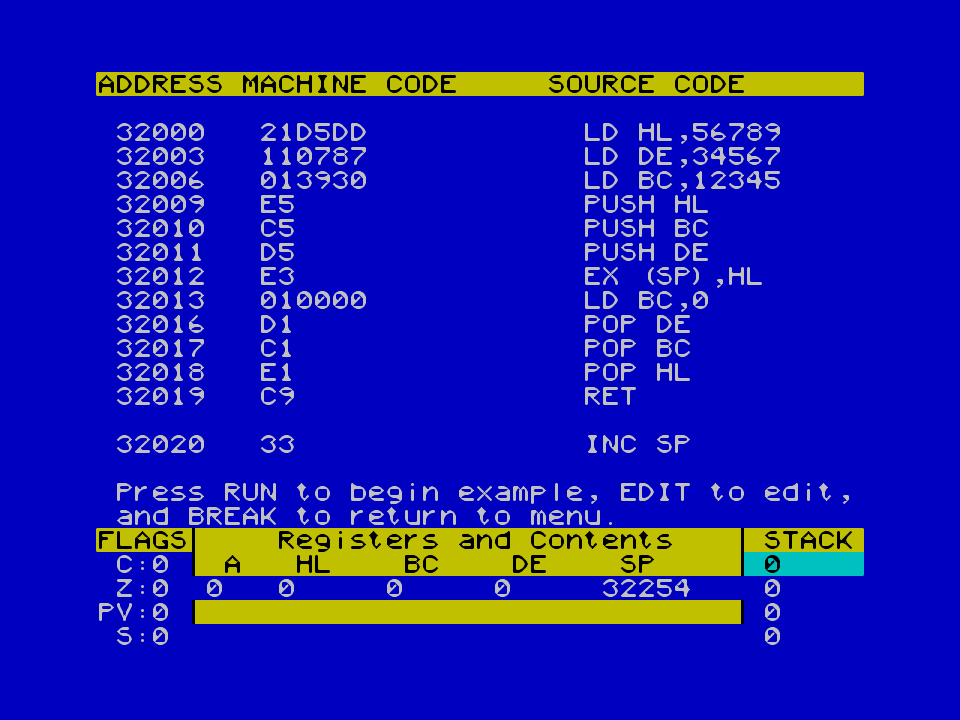 ADDRESS MACHINE CODE SOURCE CODE
32000 21D5DD LD HL,56789
32003 110787 LD DE,34567
32006 013930 LD BC,12345
32009 E5 PUSH HL
32010 C5 PUSH BC
32011 D5 PUSH DE
32012 E3 EX (SP),HL
32013 010000 LD BC,0
32016 D1 POP DE
32017 C1 POP BC
32018 E1 POP HL
32019 C9 RET
32020 33 INC SP
Press RUN to begin example, EDIT to edit,
and BREAK to return to menu.
FLAGS Registers and Contents STACK
C:0 A HL BC DE SP 0
Z:0 0 0 0 0 32254 0
PV:0 0
S:0 0